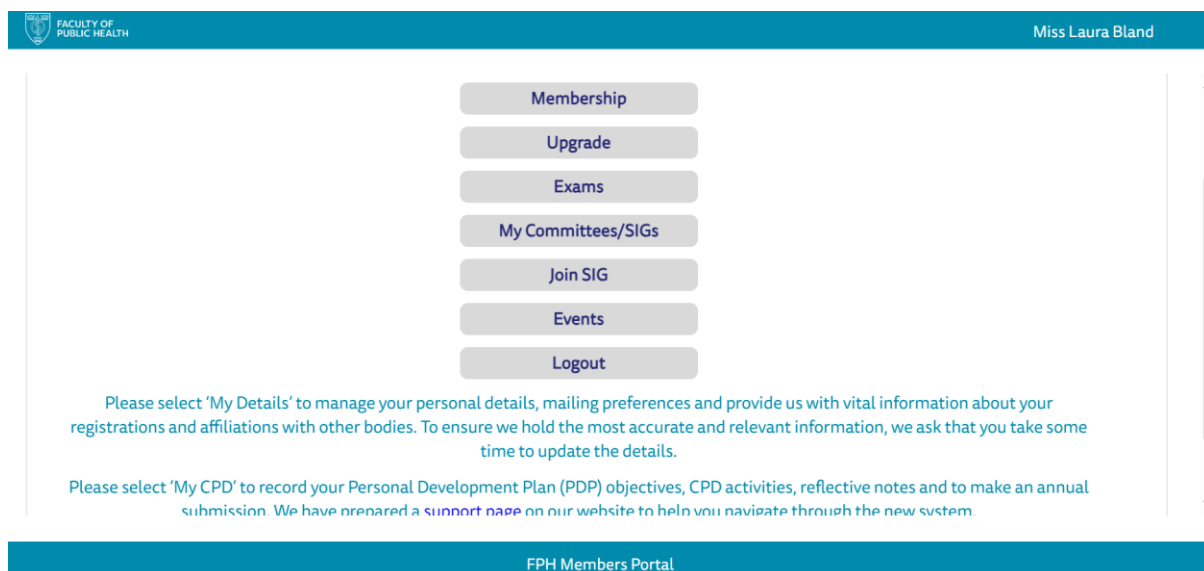 FACULTY OF
PUBLIC HEALTH
Miss Laura Bland
Membership
Upgrade
Exams
My Committees/SIGs
Join SIG
Events
Logout
Please select ‘My Details’ to manage your personal details, mailing preferences and provide us with vital information about your
registrations and affiliations with other bodies. To ensure we hold the most accurate and relevant information, we ask that you take some
time to update the details.
Please select ‘My CPD’ to record your Personal Development Plan (PDP) objectives, CPD activities, reflective notes and to make an annual
submission. We have prepared a support page on our website to help you navigate through the new system.
FPH Members Portal